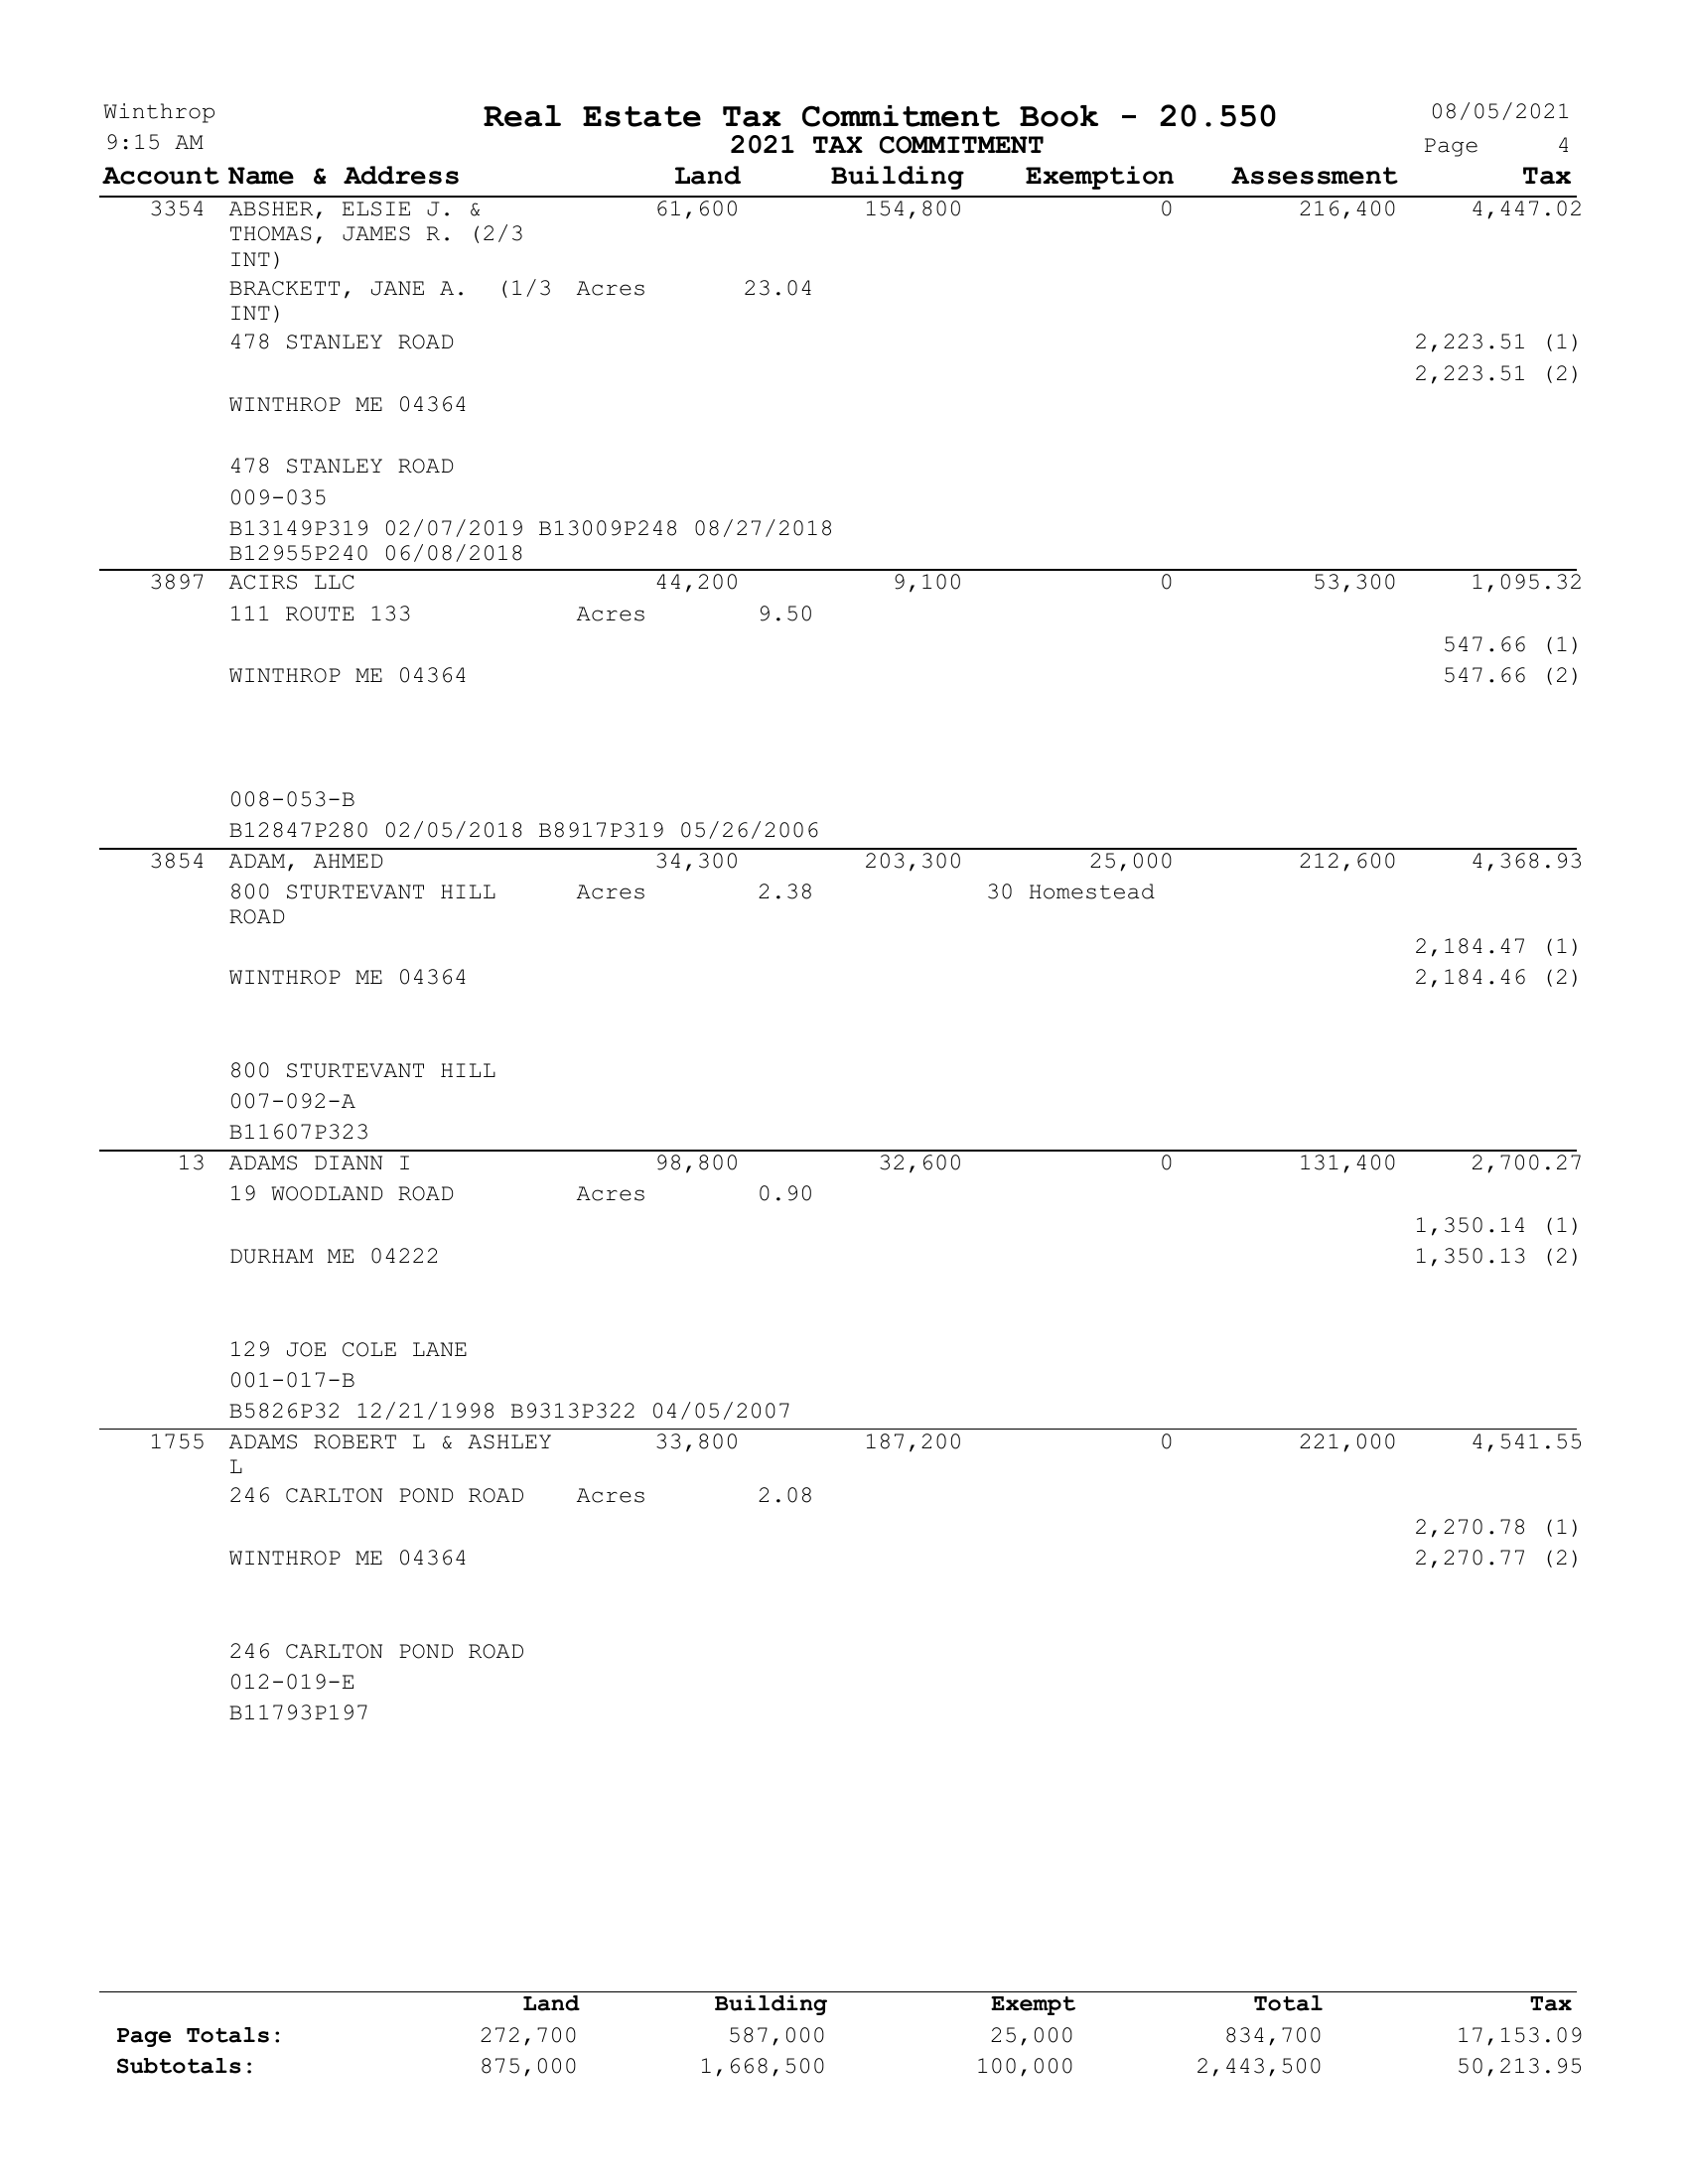 Winthrop Real Estate Tax Commitment Book - 20.550 08/05/2021
9:15 AM 2021 TAX COMMITMENT Page 4
Account Name & Address Land Building Exemption Assessment Tax
3354 ABSHER, ELSIE J. & 61,600 154,800 0 216,400 4,447.02
THOMAS, JAMES R. (2/3
INT)
BRACKETT, JANE A. (1/3 Acres 23.04
INT)
478 STANLEY ROAD 2,223.51 (1)
2,223.51 (2)
WINTHROP ME 04364
478 STANLEY ROAD
009-035
B13149P319 02/07/2019 B13009P248 08/27/2018
B12955P240 06/08/2018
3897 ACIRS LLC 44,200 9,100 0 53,300 1,095.32
111 ROUTE 133 Acres 9.50
547.66 (1)
WINTHROP ME 04364 547.66 (2)
008-053-B
B12847P280 02/05/2018 B8917P319 05/26/2006
3854 ADAM, AHMED 34,300 203,300 25,000 212,600 4,368.93
800 STURTEVANT HILL Acres 2.38 30 Homestead
ROAD
2,184.47 (1)
WINTHROP ME 04364 2,184.46 (2)
800 STURTEVANT HILL
007-092-A
B11607P323
13 ADAMS DIANN I 98,800 32,600 0 131,400 2,700.27
19 WOODLAND ROAD Acres 0.90
1,350.14 (1)
DURHAM ME 04222 1,350.13 (2)
129 JOE COLE LANE
001-017-B
B5826P32 12/21/1998 B9313P322 04/05/2007
1755 ADAMS ROBERT L & ASHLEY 33,800 187,200 0 221,000 4,541.55
L
246 CARLTON POND ROAD Acres 2.08
2,270.78 (1)
WINTHROP ME 04364 2,270.77 (2)
246 CARLTON POND ROAD
012-019-E
B11793P197
Land Building Exempt Total Tax
Page Totals: 272,700 587,000 25,000 834,700 17,153.09
Subtotals: 875,000 1,668,500 100,000 2,443,500 50,213.95